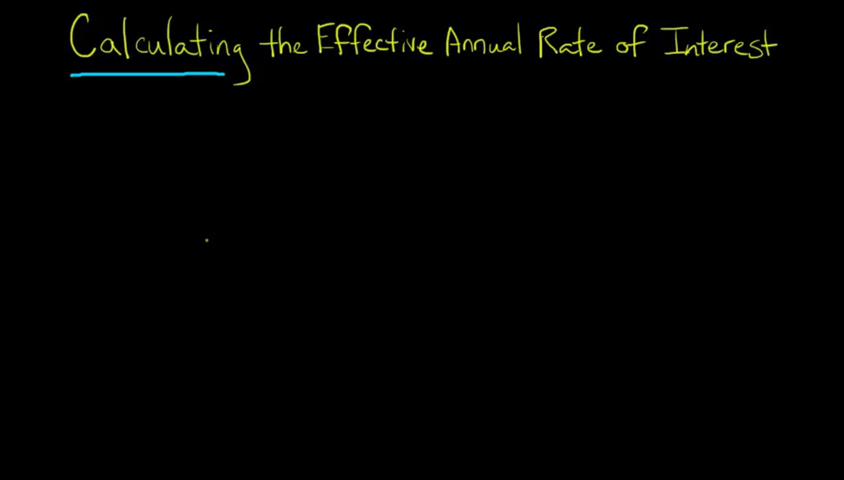 Calculating the Effective Annual Rate of Interest